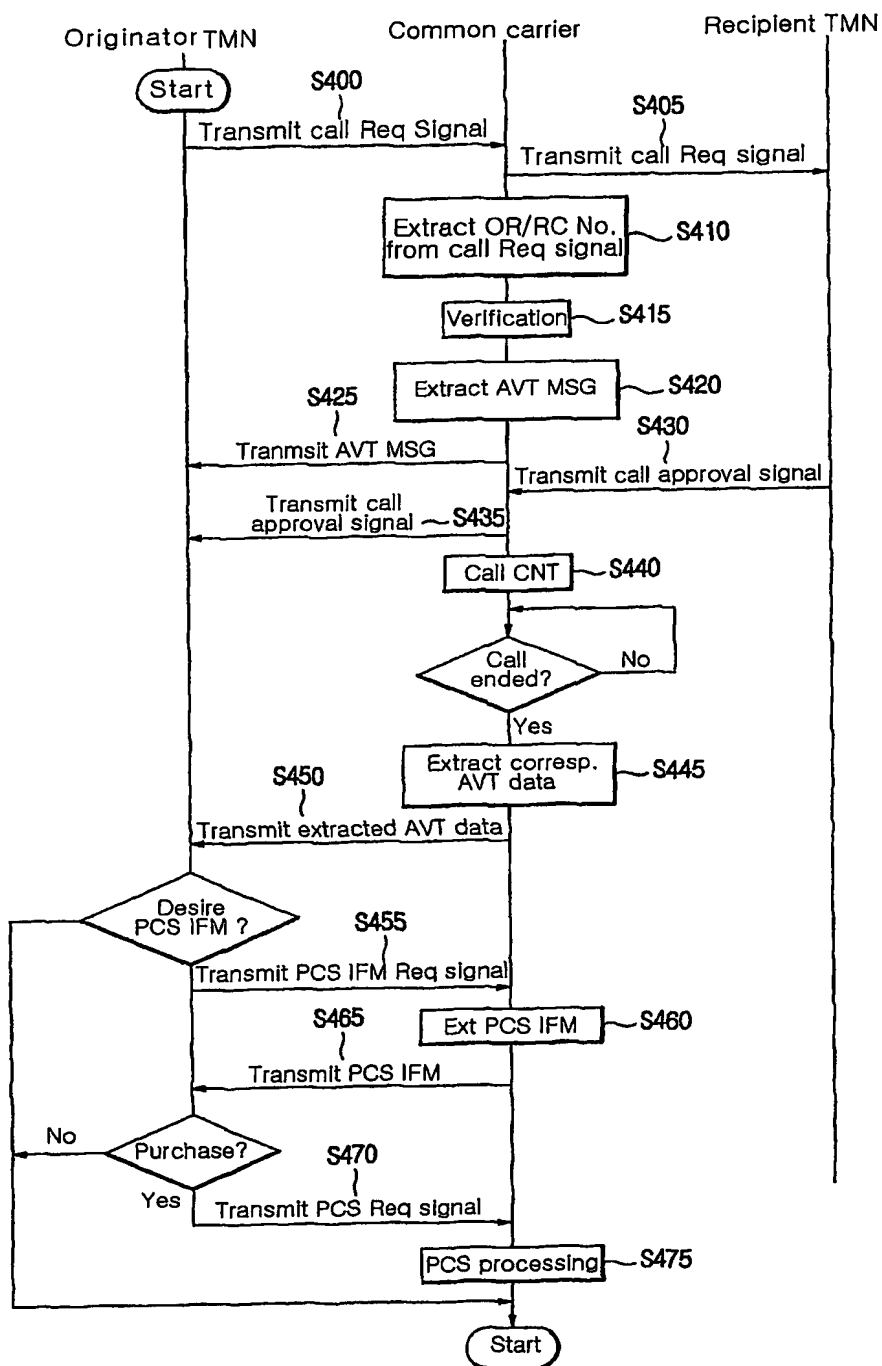 Originator TMN
Common carrier
Recipient TMN
Start
S400
Transmit call Req Signal
S405
Transmit call Req signal
Extract OR/RC No.
from call Req signal
S410
Verification
S415
Extract AVT MSG
S420
S425
Tranmsit AVT MSG
S430
Transmit call approval signal
Transmit call
approval signal
S435
Call CNT
S440
Call
ended?
No
Yes
Extract corresp.
AVT data
S445
S450
Transmit extracted AVT data
Desire
PCS IFM ?
S455
Transmit PCS IFM Req signal
Ext PCS IFM
S460
S465
Transmit PCS IFM
No
Purchase?
Yes
S470
Transmit PCS Req signal
PCS processing
S475
Start